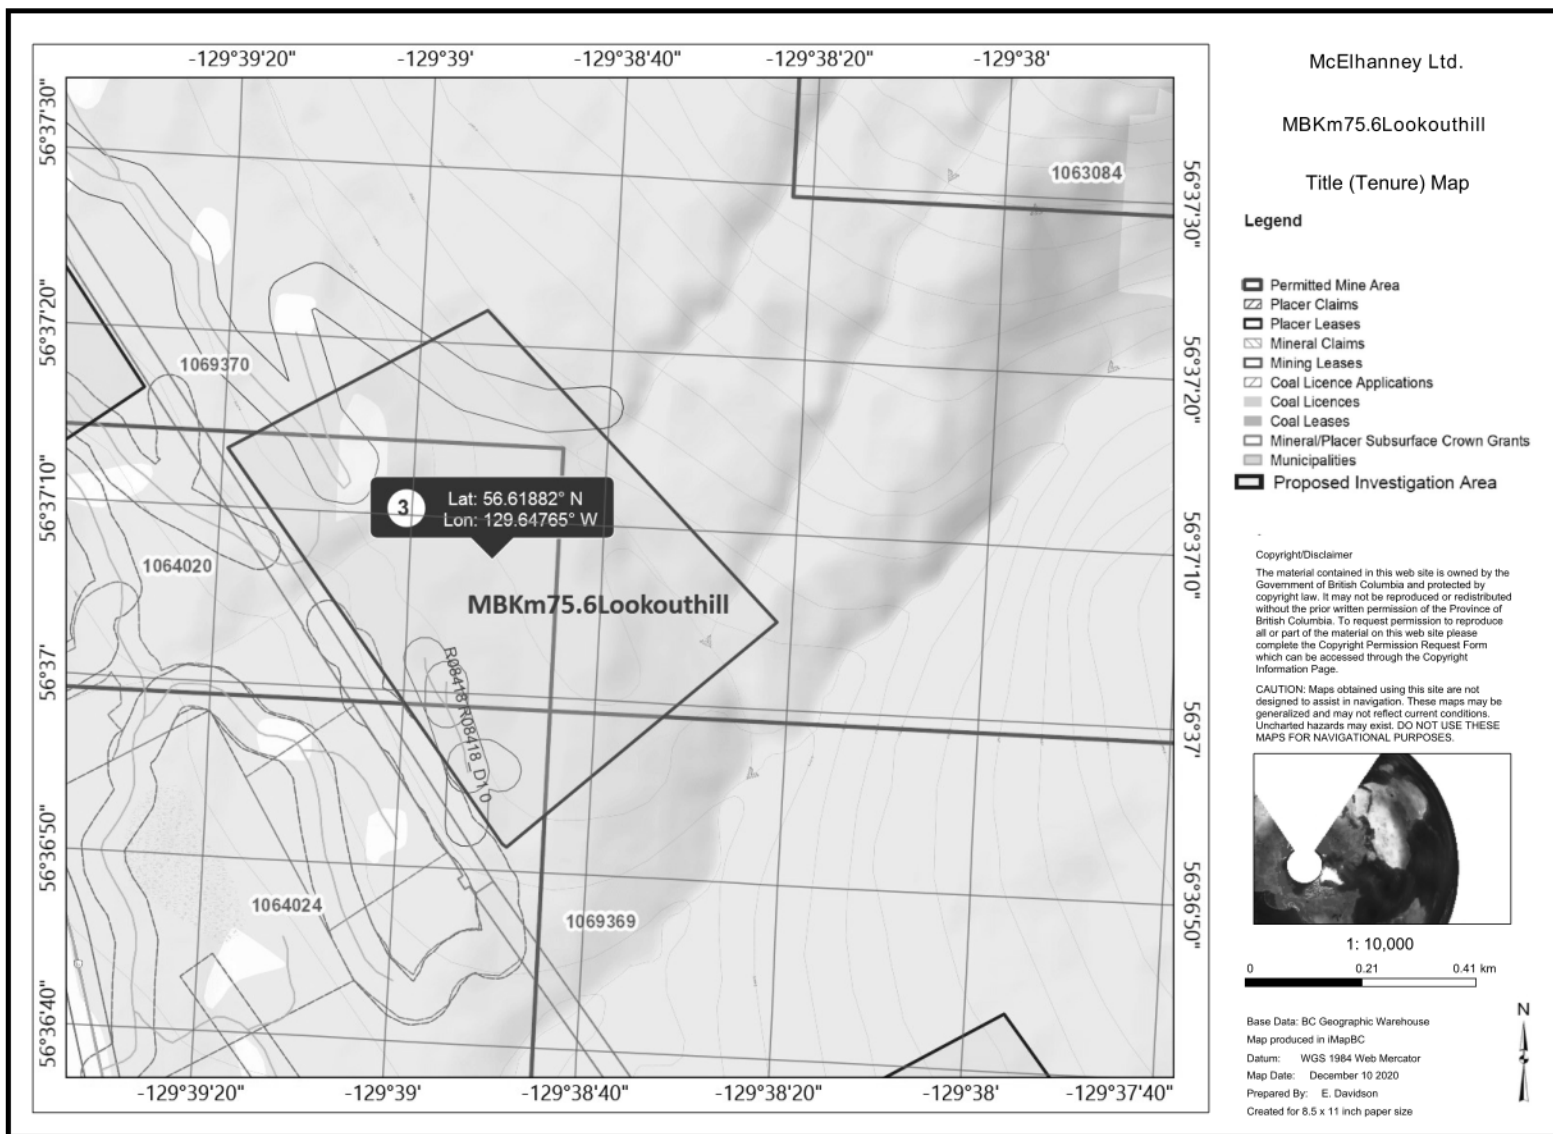 -129°39'20"
-129°39'
-129°38'40"
-129°38'20"
-129°38'
56°37'30"
56°37'20"
56°37'10"
56°37'
56°36'50"
56°36'40"
1063084
1069370
3
Lat: 56.61882° N
Lon: 129.64765° W
1064020
MBKm75.6Lookouthill
R08418
R08418_D1
0
1064024
1069369
56°37'30"
56°37'20"
56°37'10"
56°37'
56°36'50"
-129°39'20"
-129°39'
-129°38'40"
-129°38'20"
-129°38'
-129°37'40"
McElhanney Ltd.
MBKm75.6Lookouthill
Title (Tenure) Map
Legend
Permitted Mine Area
Placer Claims
Placer Leases
Mineral Claims
Mining Leases
Coal Licence Applications
Coal Licences
Coal Leases
Mineral/Placer Subsurface Crown Grants
Municipalities
Proposed Investigation Area
Copyright/Disclaimer
The material contained in this web site is owned by the
Government of British Columbia and protected by
copyright law. It may not be reproduced or redistributed
without the prior written permission of the Province of
British Columbia. To request permission to reproduce
all or part of the material on this web site please
complete the Copyright Permission Request Form
which can be accessed through the Copyright
Information Page.
CAUTION: Maps obtained using this site are not
designed to assist in navigation. These maps may be
generalized and may not reflect current conditions.
Uncharted hazards may exist. DO NOT USE THESE
MAPS FOR NAVIGATIONAL PURPOSES.
1: 10,000
0 0.21 0.41 km
Base Data: BC Geographic Warehouse
Map produced in iMapBC
Datum: WGS 1984 Web Mercator
Map Date: December 10 2020
Prepared By: E. Davidson
Created for 8.5 x 11 inch paper size
N